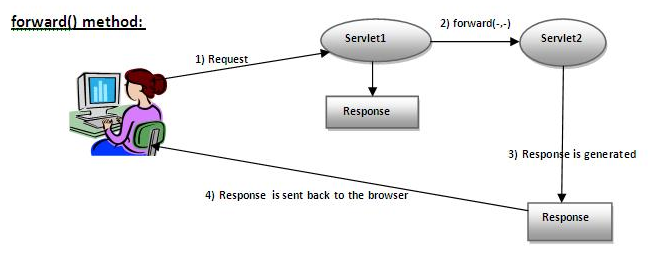 forward() method:
2) forward(-,-)
Servlet1
Servlet2
1) Request
Response
3) Response is generated
4) Response is sent back to the browser
Response